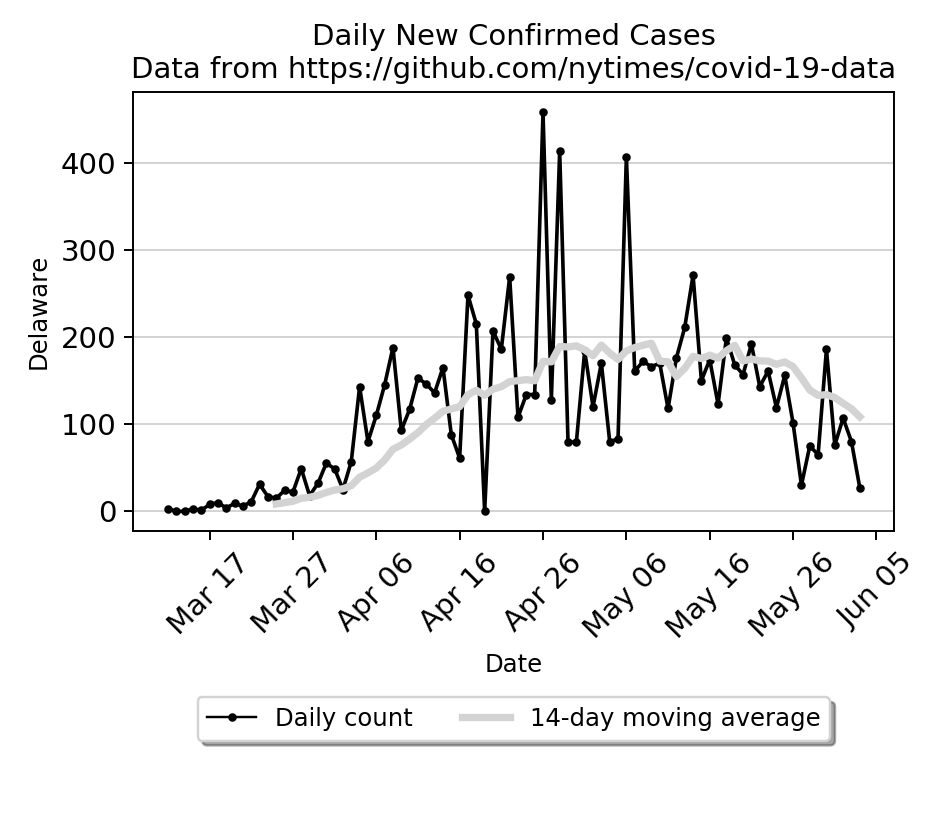 Daily New Confirmed Cases
Data from https://github.com/nytimes/covid-19-data
400
300
200
100
0
Delaware
Mar 17
Mar 27
Apr 06
Apr 16
Apr 26
May 06
May 16
May 26
Jun 05
Date
Daily count
14-day moving average